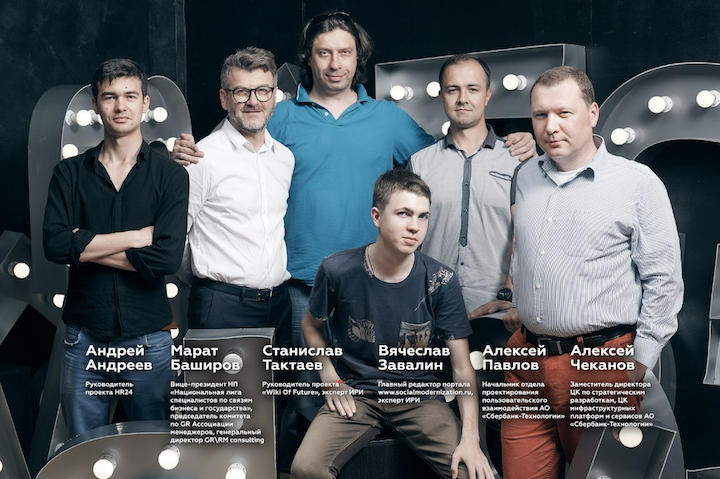 Андрей
Андреев
Руководитель
проекта HR24
Марат
Баширов
Вице-президент НП
«Национальная лига
специалистов по связям
бизнеса и государства»,
председатель комитета
по GR Ассоциации
менеджеров, генеральный
директор GR\RM consulting
Станислав
Тактаев
Руководитель проекта
«Wiki Of Future», эксперт ИРИ
Вячеслав
Завалин
Главный редактор портала
www.socialmodernization.ru,
эксперт ИРИ
Алексей
Павлов
Начальник отдела
проектирования
пользовательского
взаимодействия АО
«Сбербанк-Технологии»
Алексей
Чеканов
Заместитель директора
ЦК по стратегическим
разработкам, ЦК
инфраструктурных
платформ и сервисов АО
«Сбербанк-Технологии»